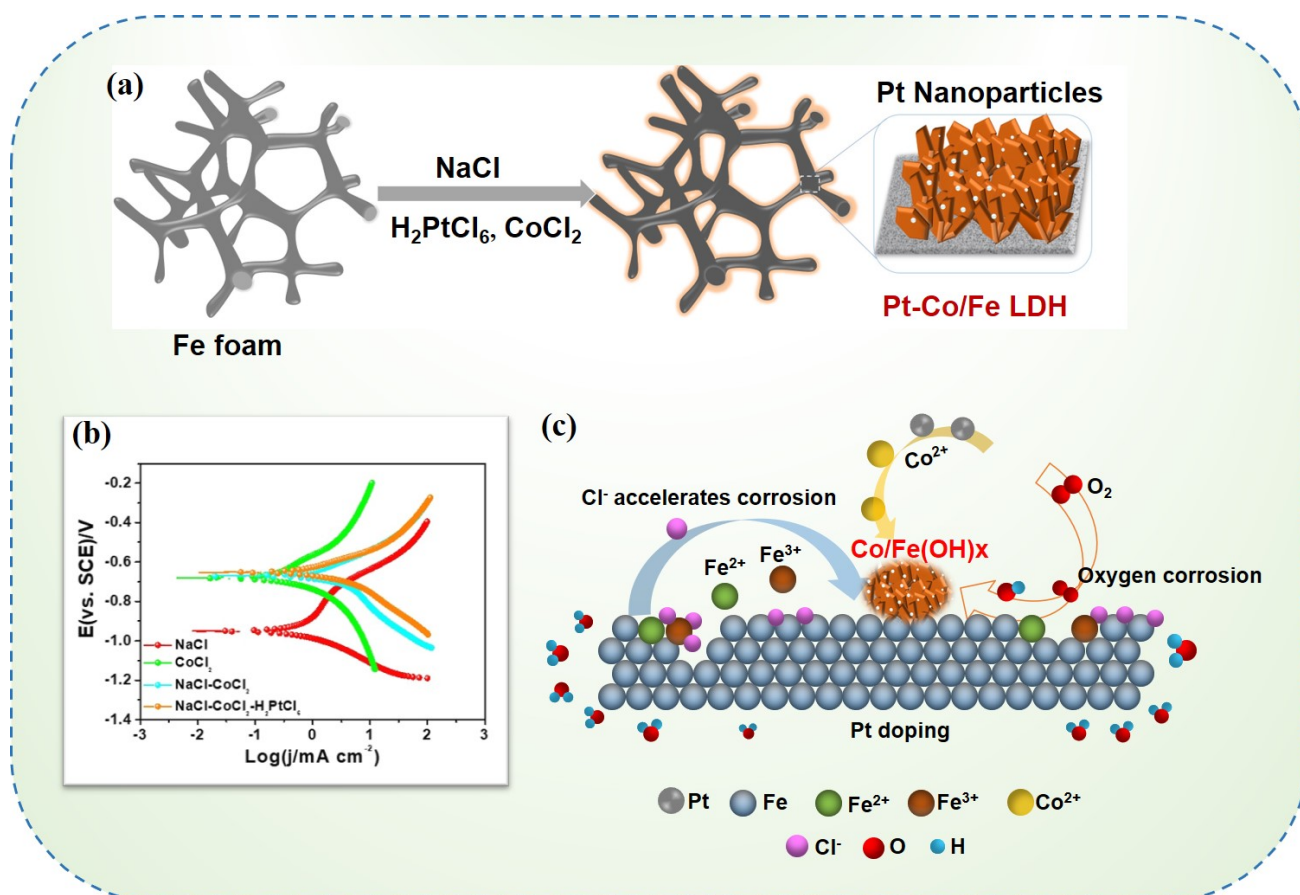 (a)
Pt Nanoparticles
NaCl
H₂PtCl₆, CoCl₂
Pt-Co/Fe LDH
Fe foam
(b)
E(vs. SCE)/V
-0.2
-0.4
-0.6
-0.8
-1.0
-1.2
-1.4
NaCl
CoCl₂
NaCl-CoCl₂
NaCl-CoCl₂-H₂PtCl₆
-3 -2 -1 0 1 2 3
Log(j/mA cm⁻²)
(c)
Co²⁺
O₂
Cl⁻ accelerates corrosion
Fe²⁺
Fe³⁺
Co/Fe(OH)x
Oxygen corrosion
Pt doping
Pt Fe Fe²⁺ Fe³⁺ Co²⁺
Cl⁻ O H